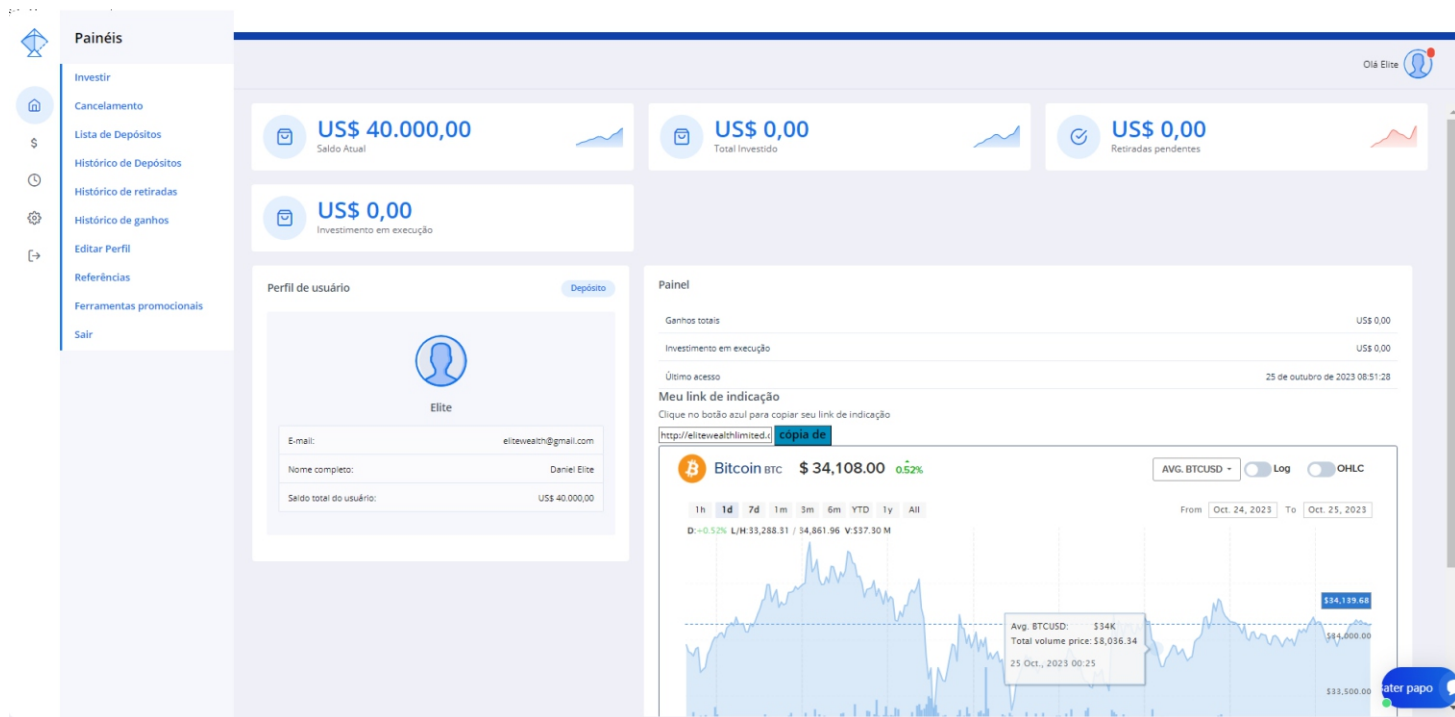 Painéis
Investir
Cancelamento
Lista de Depósitos
Histórico de Depósitos
Histórico de retiradas
Histórico de ganhos
Editar Perfil
Referências
Ferramentas promocionais
Sair
Olá Elite
US$ 40.000,00
Saldo Atual
US$ 0,00
Total Investido
US$ 0,00
Retiradas pendentes
US$ 0,00
Investimento em execução
Perfil de usuário
Depósito
Elite
E-mail: elitewealth@gmail.com
Nome completo: Daniel Elite
Saldo total do usuário: US$ 40.000,00
Painel
Ganhos totais US$ 0,00
Investimento em execução US$ 0,00
Último acesso 25 de outubro de 2023 08:51:28
Meu link de indicação
Clique no botão azul para copiar seu link de indicação
http://elitewealthlimited.c cópia de
Bitcoin BTC $ 34,108.00 0.52% AVG. BTCUSD Log OHLC
1h 1d 7d 1m 3m 6m YTD 1y All From Oct. 24, 2023 To Oct. 25, 2023
D:+0.52% L/H:33,288.31 / 34,861.96 V:$37.30 M
$34,139.68
Avg. BTCUSD: $34K
Total volume price: $8,036.34
25 Oct., 2023 00:25
$33,500.00
ater papo